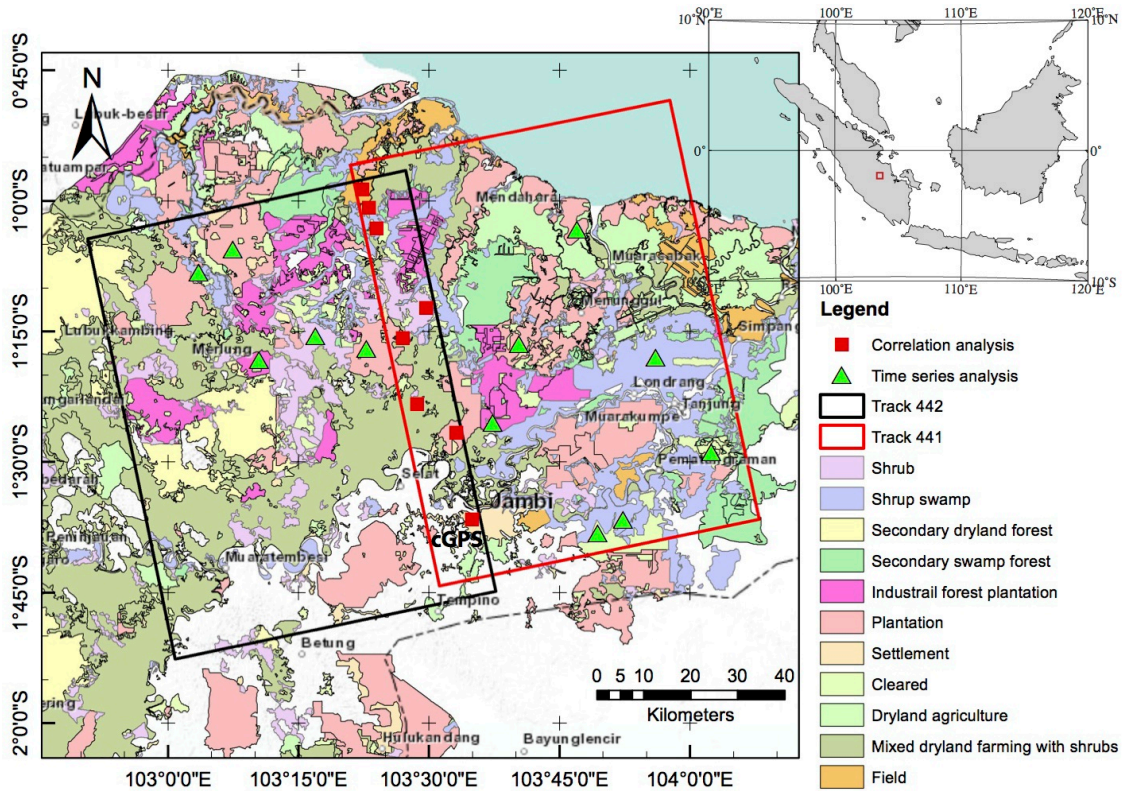 90°E
100°E
110°E
120°E
10°N
10°N
0°
0°
10°S
10°S
100°E
110°E
120°E
0°45'0"S
1°0'0"S
1°15'0"S
1°30'0"S
1°45'0"S
2°0'0"S
N
Lubuk-besar
atuampar
Mendahara
Muarasabak
Menunggul
Simpang
Lubukkambing
Merlung
Londrang
Muarakumpe
Tanjung
Selat
Jambi
cGPS
Muaratembesi
Tempino
Betung
ering
Hulukandang
Bayunglencir
0 5 10 20 30 40
Kilometers
103°0'0"E
103°15'0"E
103°30'0"E
103°45'0"E
104°0'0"E
Legend
Correlation analysis
Time series analysis
Track 442
Track 441
Shrub
Shrup swamp
Secondary dryland forest
Secondary swamp forest
Industrail forest plantation
Plantation
Settlement
Cleared
Dryland agriculture
Mixed dryland farming with shrubs
Field